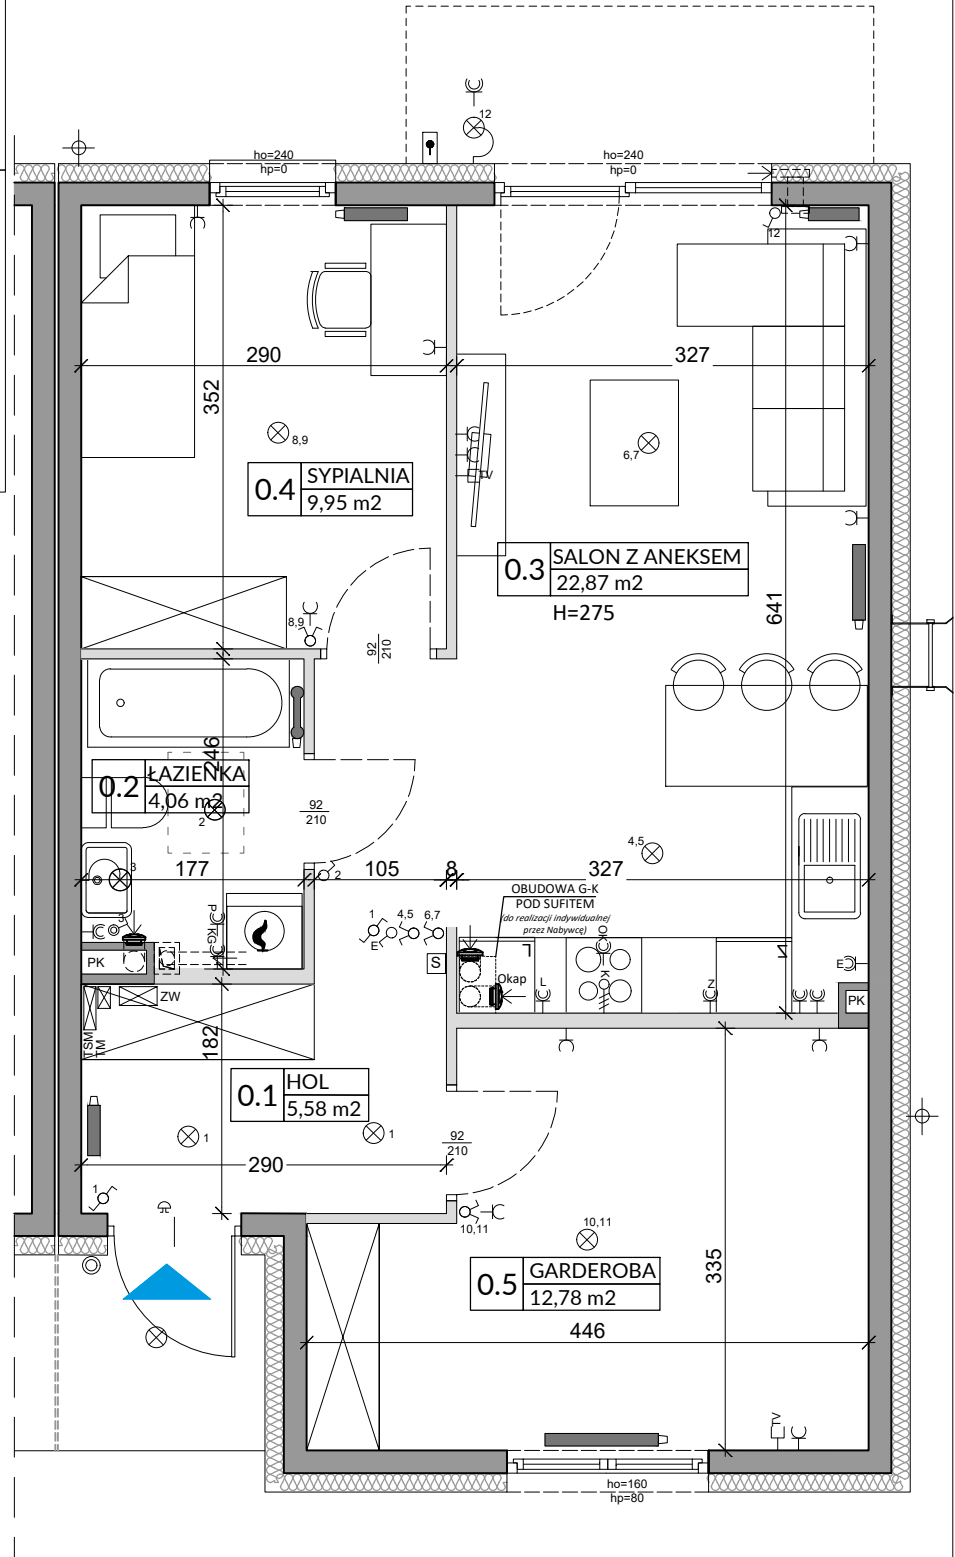 12
ho=240
hp=0
ho=240
hp=0
12
290
327
352
8,9
6,7
TV
0.4
SYPIALNIA
9,95 m2
0.3
SALON Z ANEKSEM
22,87 m2
H=275
641
8,9
92
210
246
0.2
ŁAZIENKA
4,06 m2
2
92
210
4,5
3
177
2
105
8
327
OBUDOWA G-K
POD SUFITEM
(do realizacji indywidualnej
przez Nabywcę)
3
P
KG
1
4,5
6,7
E
S
OK
K
Okap
L
Z
E
PK
PK
ZW
TSM
TM
182
0.1
HOL
5,58 m2
1
1
92
210
290
1
10,11
10,11
0.5
GARDEROBA
12,78 m2
335
446
TV
ho=160
hp=80